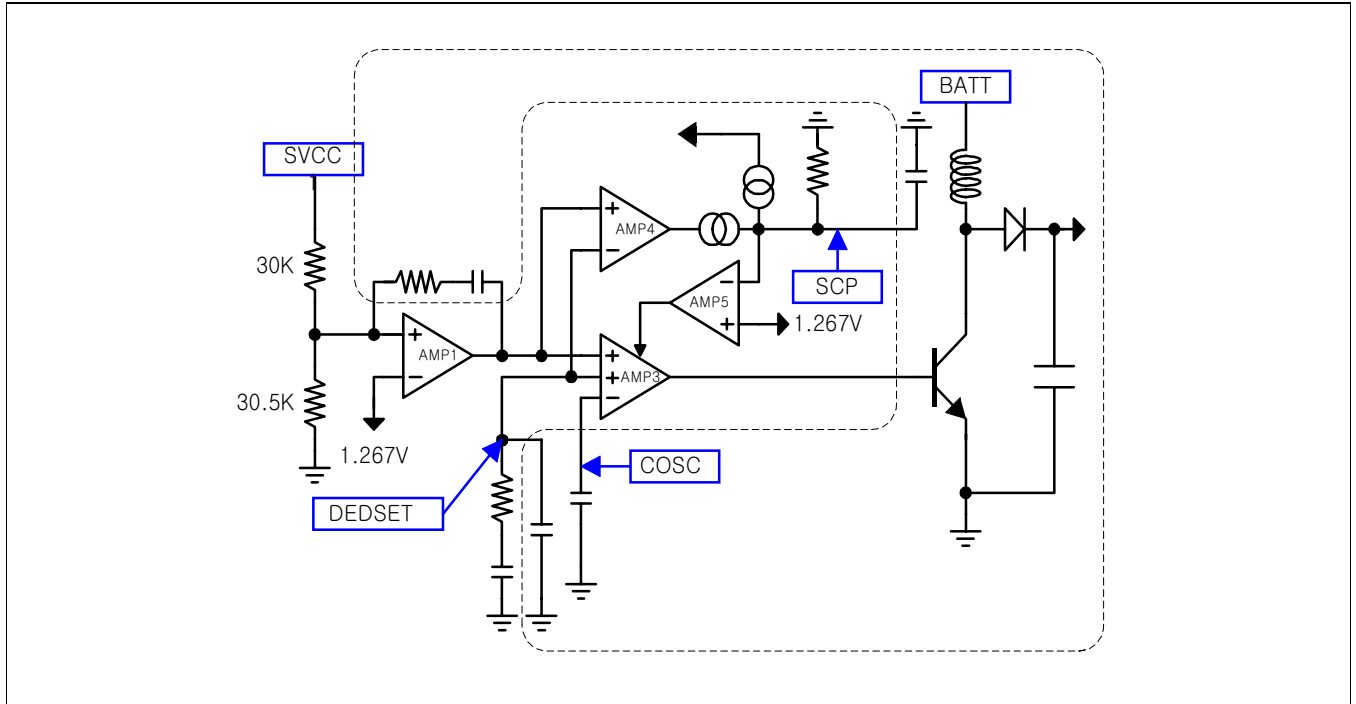 BATT
SVCC
+
AMP4
−
30K
−
AMP5
+
SCP
1.267V
+
AMP1
−
+
+
AMP3
−
30.5K
1.267V
COSC
DEDSET